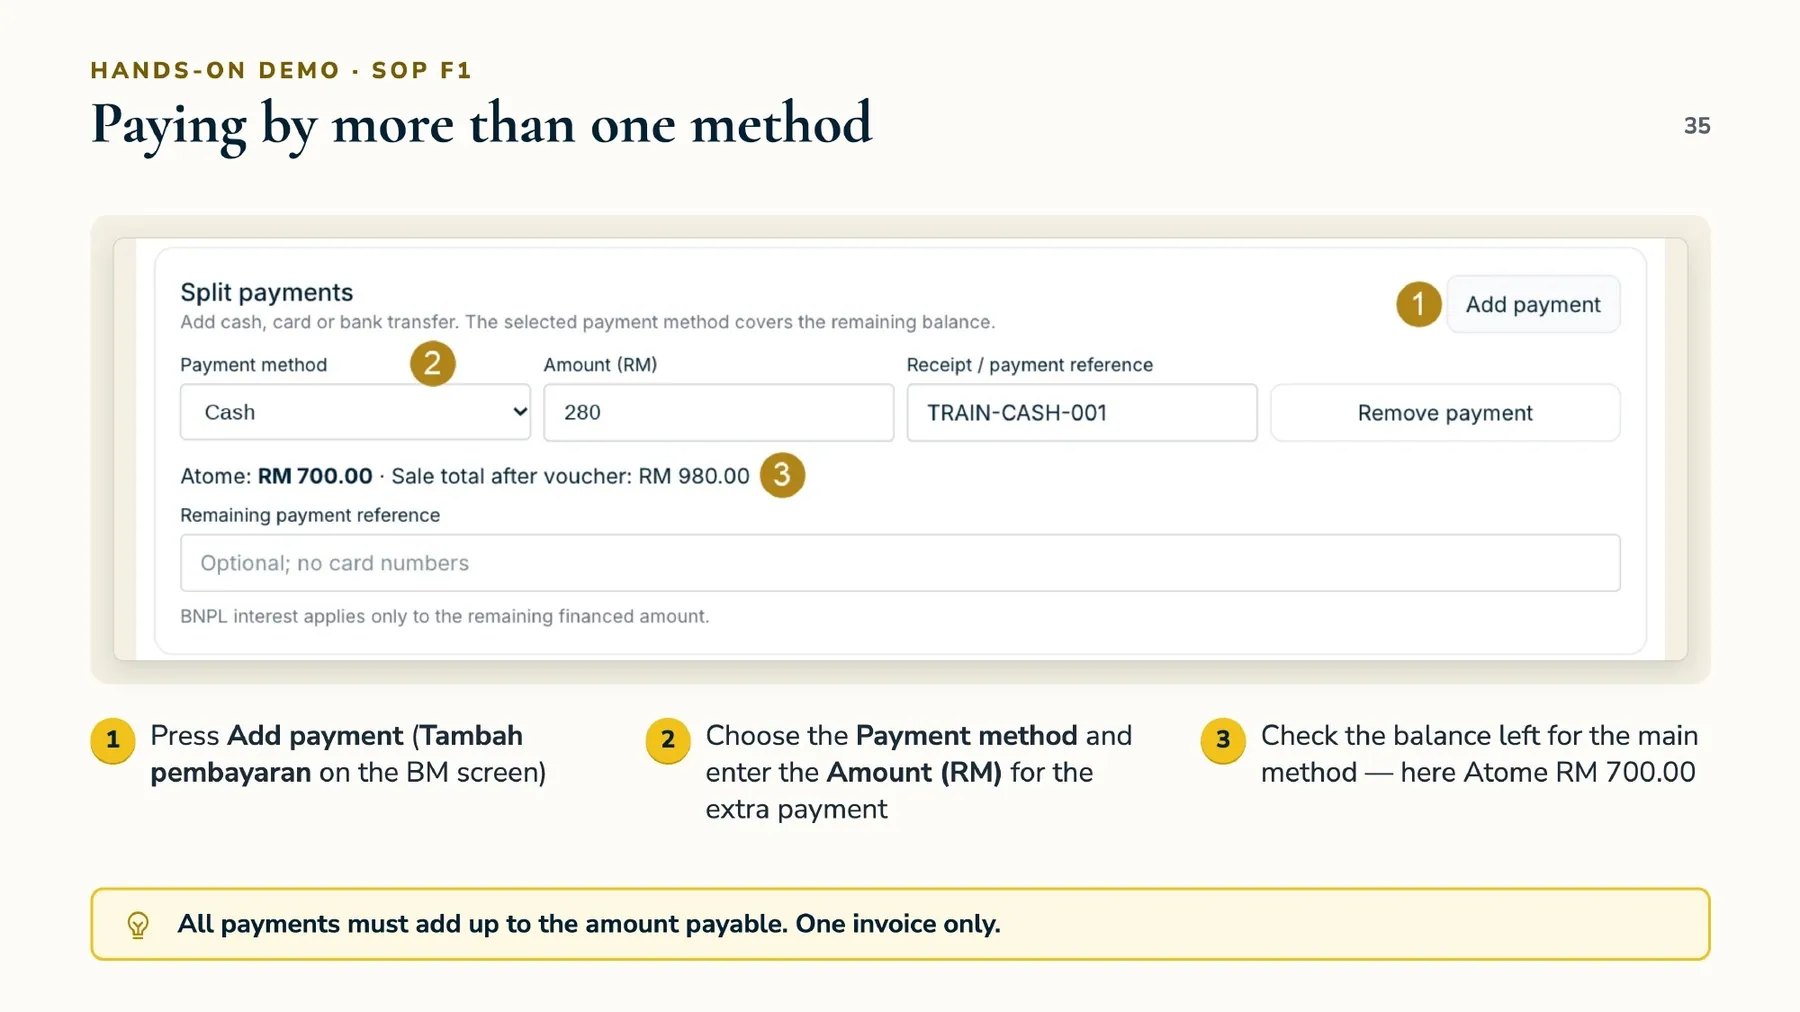 HANDS-ON DEMO · SOP F1
Paying by more than one method
35
Split payments
Add cash, card or bank transfer. The selected payment method covers the remaining balance.
1
Add payment
Payment method
2
Amount (RM)
Receipt / payment reference
Cash
280
TRAIN-CASH-001
Remove payment
Atome: RM 700.00 · Sale total after voucher: RM 980.00
3
Remaining payment reference
Optional; no card numbers
BNPL interest applies only to the remaining financed amount.
1
Press Add payment (Tambah
pembayaran on the BM screen)
2
Choose the Payment method and
enter the Amount (RM) for the
extra payment
3
Check the balance left for the main
method — here Atome RM 700.00
All payments must add up to the amount payable. One invoice only.